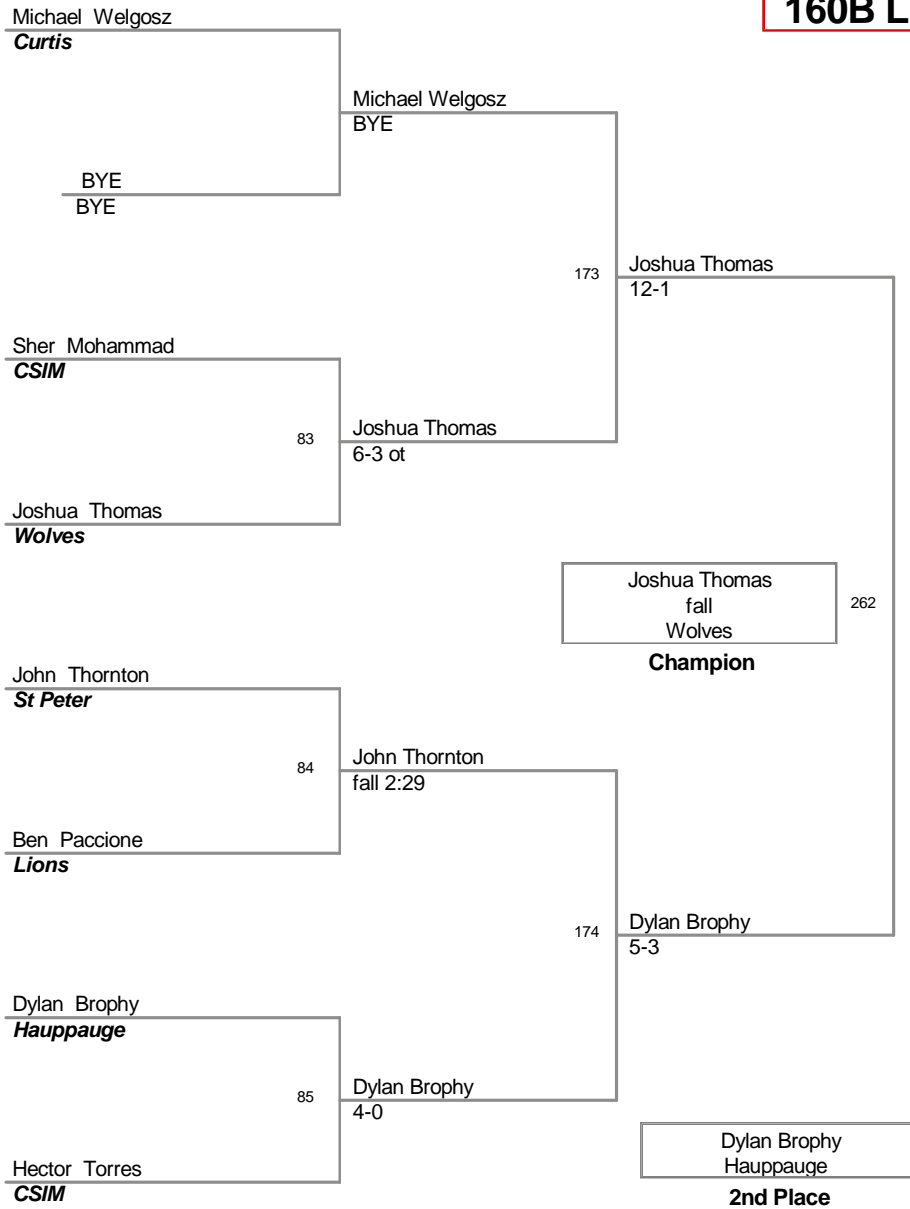 160B L
Michael Welgosz
Curtis
Michael Welgosz
BYE
BYE
BYE
173
Joshua Thomas
12-1
Sher Mohammad
CSIM
83
Joshua Thomas
6-3 ot
Joshua Thomas
Wolves
Joshua Thomas
fall
Wolves
262
Champion
John Thornton
St Peter
84
John Thornton
fall 2:29
Ben Paccione
Lions
174
Dylan Brophy
5-3
Dylan Brophy
Hauppauge
85
Dylan Brophy
4-0
Hector Torres
CSIM
Dylan Brophy
Hauppauge
2nd Place